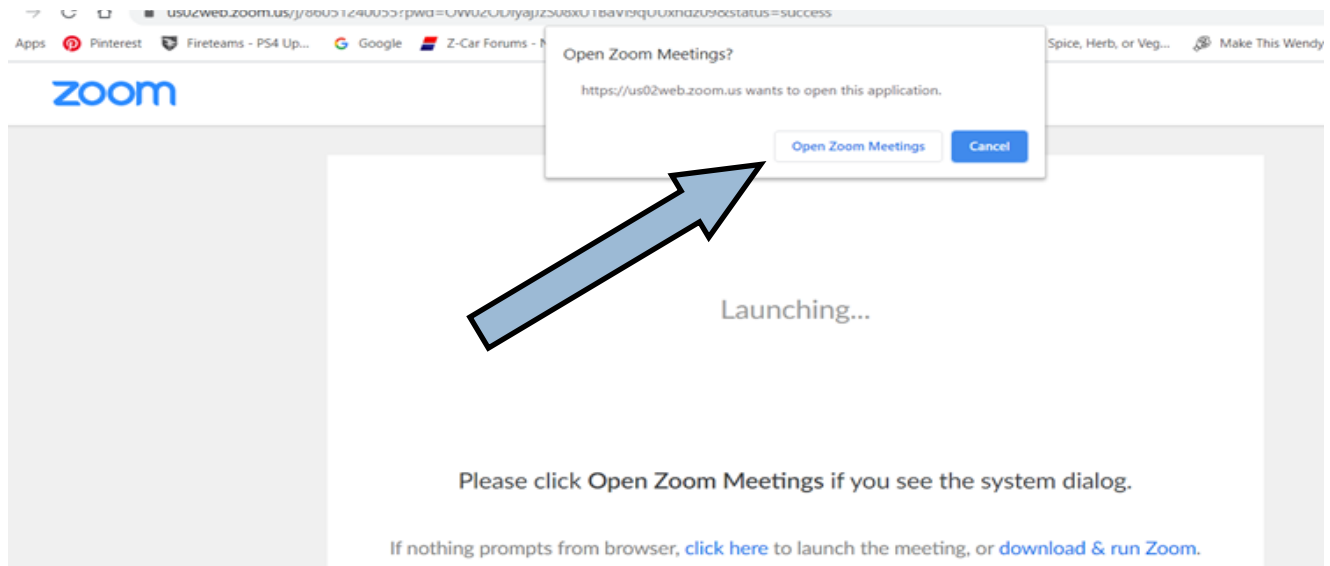 Apps Pinterest Fireteams - PS4 Up... Google Z-Car Forums - Spice, Herb, or Veg... Make This Wendy
zoom
Open Zoom Meetings?
https://us02web.zoom.us wants to open this application.
Open Zoom Meetings Cancel
Launching...
Please click Open Zoom Meetings if you see the system dialog.
If nothing prompts from browser, click here to launch the meeting, or download & run Zoom.